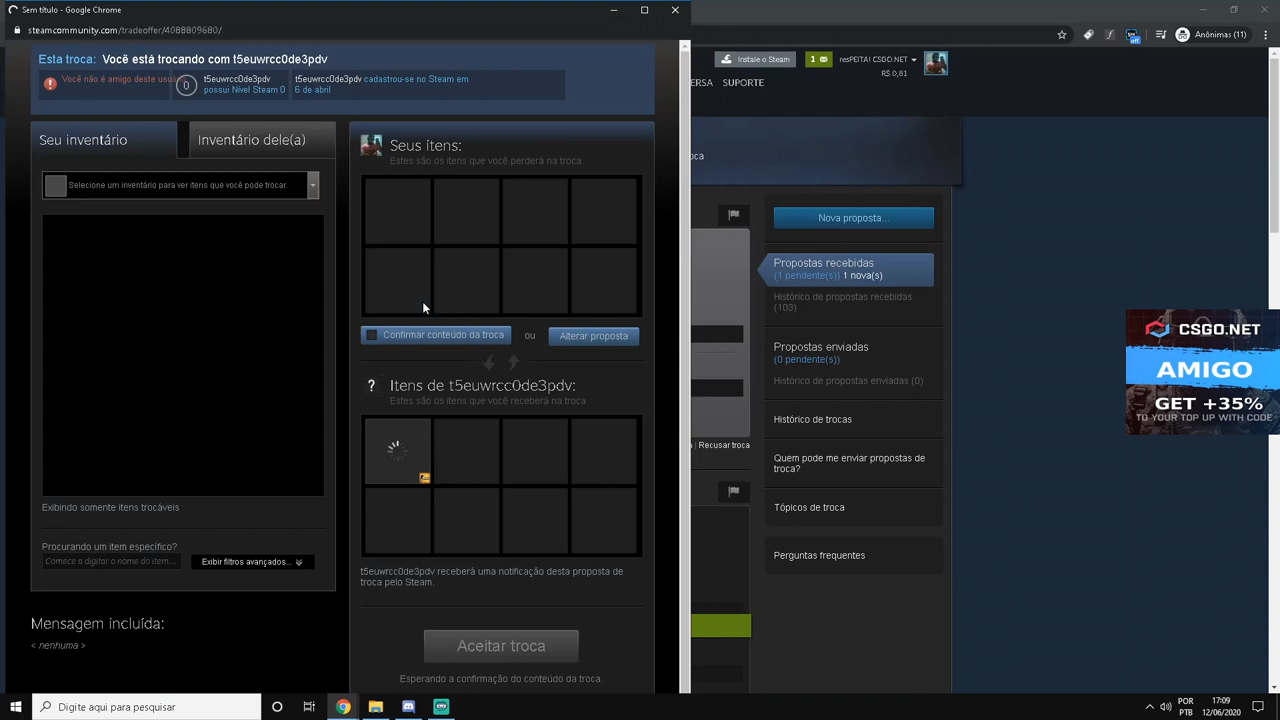 Sem título - Google Chrome
steamcommunity.com/tradeoffer/4088809680/
Anônimas (11)
off
Esta troca: Você está trocando com t5euwrcc0de3pdv
Você não é amigo deste usu
0
t5euwrcc0de3pdv
possui Nível Steam 0
t5euwrcc0de3pdv cadastrou-se no Steam em
6 de abril
Instale o Steam
1
resPEITA! CSGO.NET
R$ 0,81
ERSA
SUPORTE
Seu inventário
Inventário dele(a)
Selecione um inventário para ver itens que você pode trocar.
Exibindo somente itens trocáveis
Procurando um item específico?
Comece a digitar o nome do item...
Exibir filtros avançados...
Mensagem incluída:
< nenhuma >
Seus itens:
Estes são os itens que você perderá na troca.
Confirmar conteúdo da troca
ou
Alterar proposta
?
Itens de t5euwrcc0de3pdv:
Estes são os itens que você receberá na troca
t5euwrcc0de3pdv receberá uma notificação desta proposta de
troca pelo Steam.
Aceitar troca
Esperando a confirmação do conteúdo da troca.
oca
| Recusar troca
Nova proposta...
Propostas recebidas
(1 pendente(s)) 1 nova(s)
Histórico de propostas recebidas
(103)
Propostas enviadas
(0 pendente(s))
Histórico de propostas enviadas (0)
Histórico de trocas
Quem pode me enviar propostas de
troca?
Tópicos de troca
Perguntas frequentes
CSGO.NET
AMIGO
GET +35%
TO YOUR TOP UP WITH CODE
Digite aqui para pesquisar
POR
PTB
17:09
12/06/2020